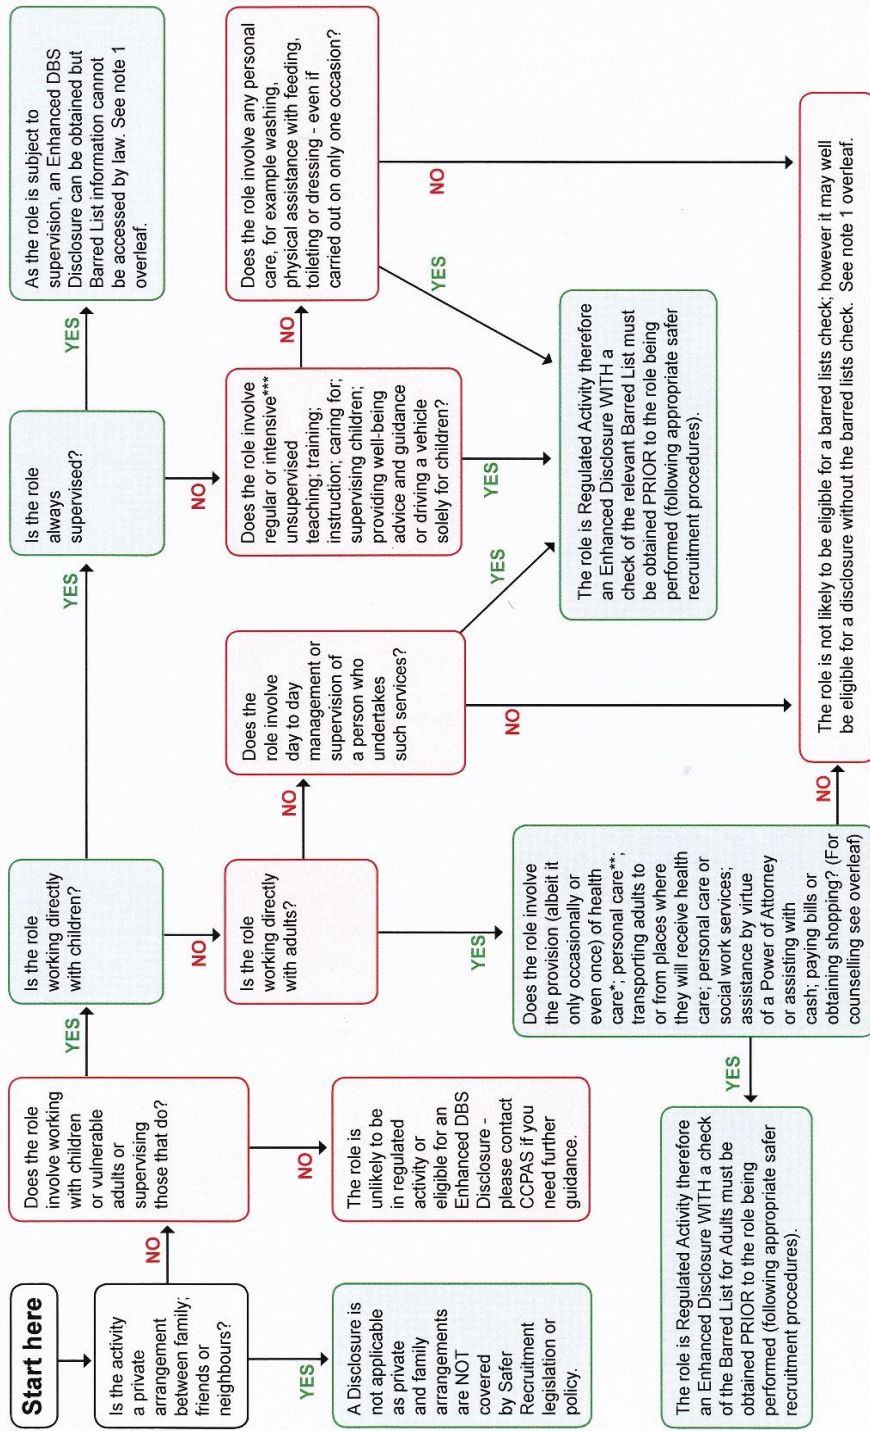 Start here
Is the activity
a private
arrangement
between family;
friends or
neighbours?
YES
A Disclosure is
not applicable
as private
and family
arrangements
are NOT
covered
by Safer
Recruitment
legislation or
policy.
NO
Does the role
involve working
with children
or vulnerable
adults or
supervising
those that do?
NO
The role is
unlikely to be
in regulated
activity or
eligible for an
Enhanced DBS
Disclosure -
please contact
CCPAS if you
need further
guidance.
YES
Is the role
working directly
with children?
YES
Is the role
always
supervised?
YES
As the role is subject to
supervision, an Enhanced DBS
Disclosure can be obtained but
Barred List information cannot
be accessed by law. See note 1
overleaf.
NO
Is the role
working directly
with adults?
NO
Does the
role involve
day to day
management or
supervision of
a person who
undertakes
such services?
NO
Does the role involve
regular or intensive***
unsupervised
teaching; training;
instruction; caring for;
supervising children;
providing well-being
advice and guidance
or driving a vehicle
solely for children?
NO
Does the role involve any personal
care, for example washing,
physical assistance with feeding,
toileting or dressing - even if
carried out on only one occasion?
YES
YES
YES
NO
NO
The role is Regulated Activity therefore
an Enhanced Disclosure WITH a
check of the relevant Barred List must
be obtained PRIOR to the role being
performed (following appropriate safer
recruitment procedures).
YES
Does the role involve
the provision (albeit it
only occasionally or
even once) of health
care*; personal care**;
transporting adults to
or from places where
they will receive health
care; personal care or
social work services;
assistance by virtue
of a Power of Attorney
or assisting with
cash; paying bills or
obtaining shopping? (For
counselling see overleaf)
YES
The role is Regulated Activity therefore
an Enhanced Disclosure WITH a check
of the Barred List for Adults must be
obtained PRIOR to the role being
performed (following appropriate safer
recruitment procedures).
NO
The role is not likely to be eligible for a barred lists check; however it may well
be eligible for a disclosure without the barred lists check. See note 1 overleaf.